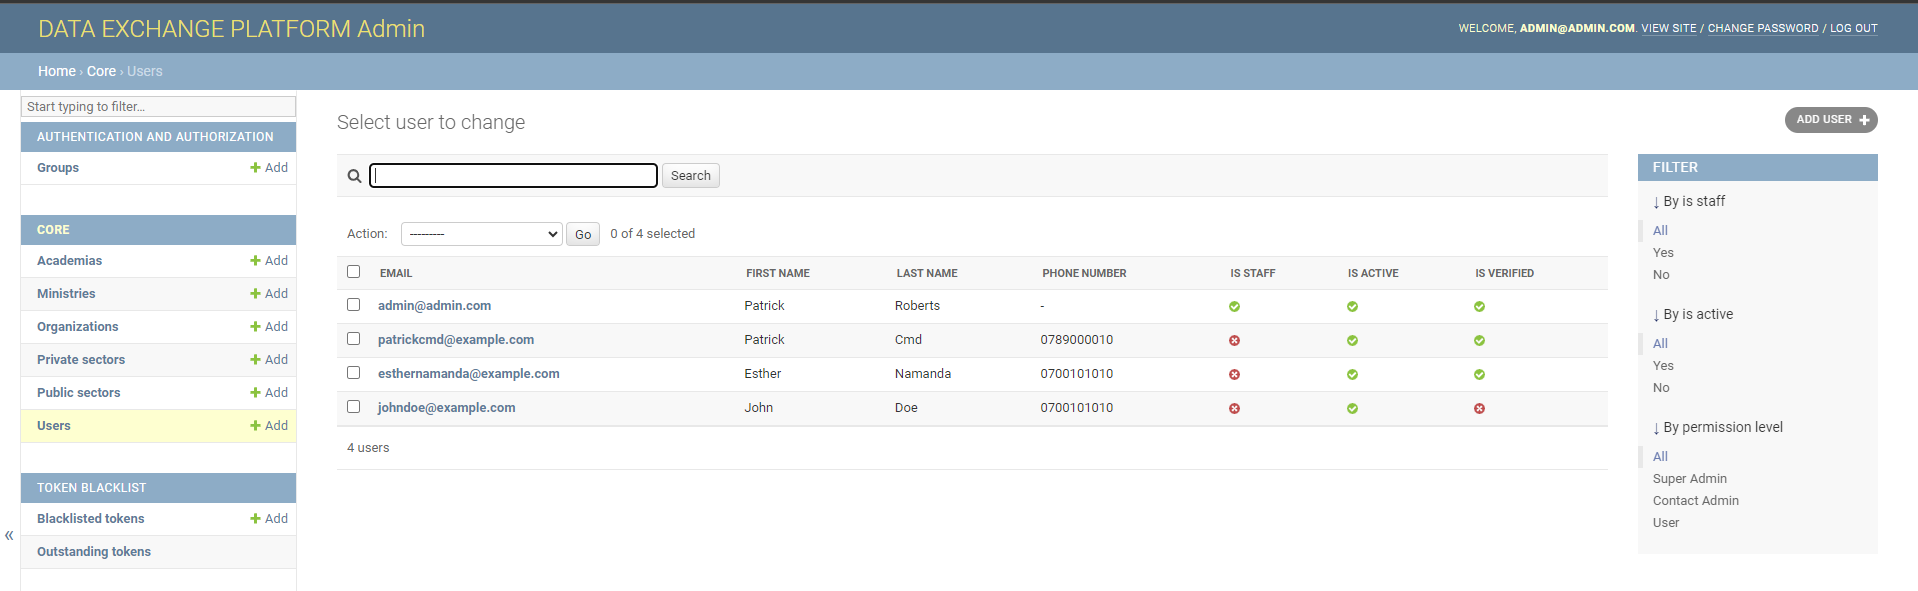 DATA EXCHANGE PLATFORM Admin
WELCOME, ADMIN@ADMIN.COM. VIEW SITE / CHANGE PASSWORD / LOG OUT
Home › Core › Users
Start typing to filter...
AUTHENTICATION AND AUTHORIZATION
Groups Add
CORE
Academias Add
Ministries Add
Organizations Add
Private sectors Add
Public sectors Add
Users Add
TOKEN BLACKLIST
Blacklisted tokens Add
Outstanding tokens
«
Select user to change
ADD USER +
Search
Action: --------- Go 0 of 4 selected
EMAIL FIRST NAME LAST NAME PHONE NUMBER IS STAFF IS ACTIVE IS VERIFIED
admin@admin.com Patrick Roberts -
patrickcmd@example.com Patrick Cmd 0789000010
esthernamanda@example.com Esther Namanda 0700101010
johndoe@example.com John Doe 0700101010
4 users
FILTER
↓ By is staff
All
Yes
No
↓ By is active
All
Yes
No
↓ By permission level
All
Super Admin
Contact Admin
User